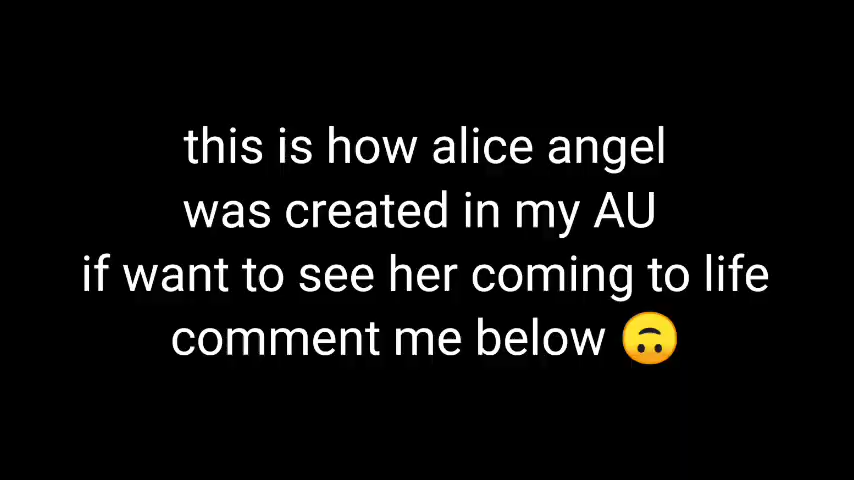 this is how alice angel
was created in my AU
if want to see her coming to life
comment me below 🙃